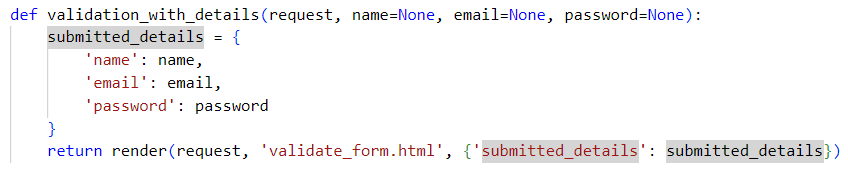 def validation_with_details(request, name=None, email=None, password=None):
    submitted_details = {
        'name': name,
        'email': email,
        'password': password
    }
    return render(request, 'validate_form.html', {'submitted_details': submitted_details})